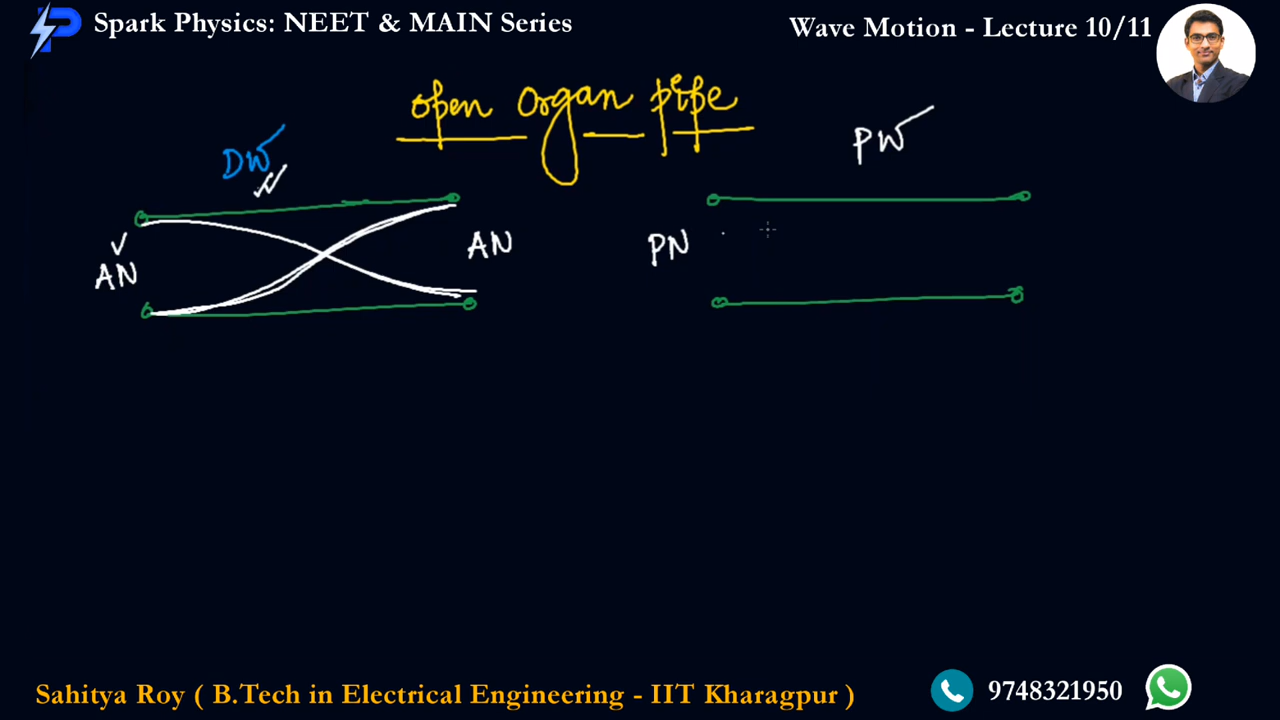 Spark Physics: NEET & MAIN Series
Wave Motion - Lecture 10/11
open organ pipe
DW
PW
AN
AN
PN
Sahitya Roy ( B.Tech in Electrical Engineering - IIT Kharagpur )
9748321950